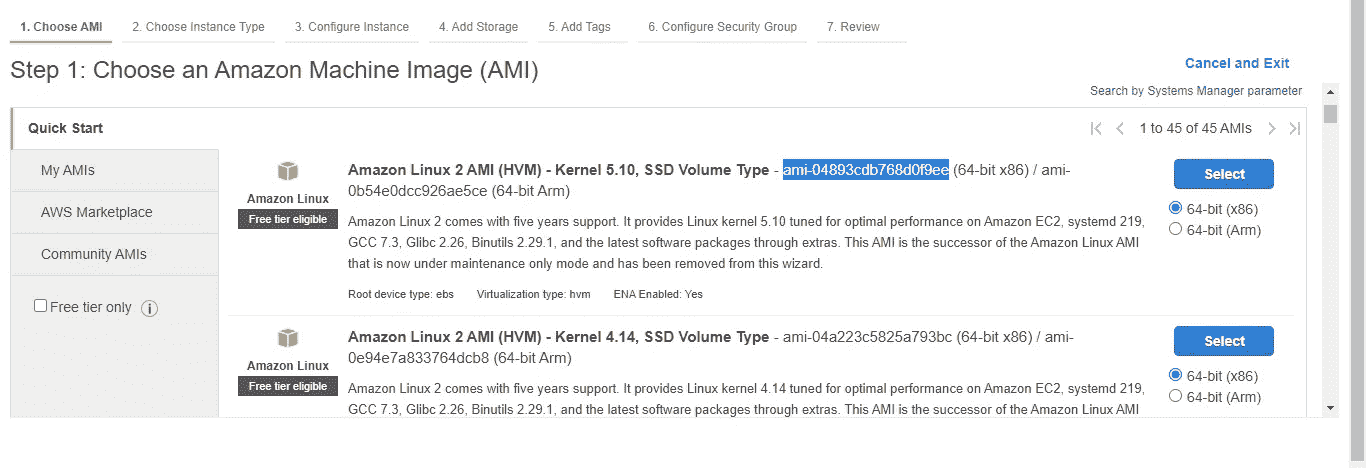 1. Choose AMI 2. Choose Instance Type 3. Configure Instance 4. Add Storage 5. Add Tags 6. Configure Security Group 7. Review
Step 1: Choose an Amazon Machine Image (AMI)
Cancel and Exit
Search by Systems Manager parameter
Quick Start
My AMIs
AWS Marketplace
Community AMIs
Free tier only
1 to 45 of 45 AMIs
Amazon Linux
Free tier eligible
Amazon Linux 2 AMI (HVM) - Kernel 5.10, SSD Volume Type - ami-04893cdb768d0f9ee (64-bit x86) / ami-
0b54e0dcc926ae5ce (64-bit Arm)
Amazon Linux 2 comes with five years support. It provides Linux kernel 5.10 tuned for optimal performance on Amazon EC2, systemd 219,
GCC 7.3, Glibc 2.26, Binutils 2.29.1, and the latest software packages through extras. This AMI is the successor of the Amazon Linux AMI
that is now under maintenance only mode and has been removed from this wizard.
Root device type: ebs Virtualization type: hvm ENA Enabled: Yes
Select
64-bit (x86)
64-bit (Arm)
Amazon Linux
Free tier eligible
Amazon Linux 2 AMI (HVM) - Kernel 4.14, SSD Volume Type - ami-04a223c5825a793bc (64-bit x86) / ami-
0e94e7a833764dcb8 (64-bit Arm)
Amazon Linux 2 comes with five years support. It provides Linux kernel 4.14 tuned for optimal performance on Amazon EC2, systemd 219,
GCC 7.3, Glibc 2.26, Binutils 2.29.1, and the latest software packages through extras. This AMI is the successor of the Amazon Linux AMI
Select
64-bit (x86)
64-bit (Arm)